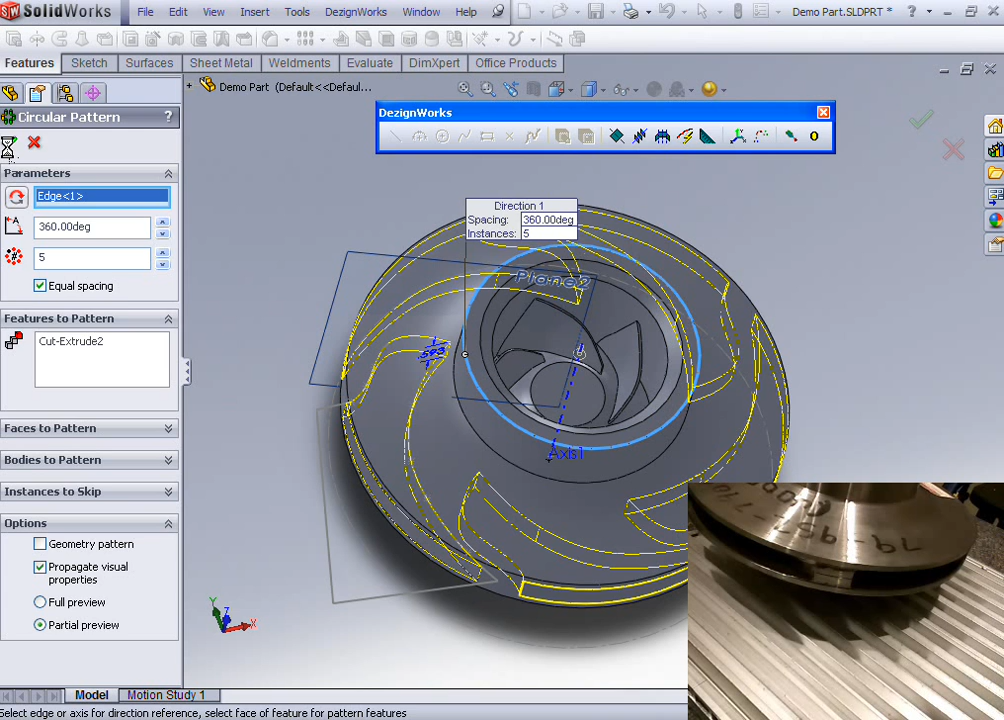 SW SolidWorks File Edit View Insert Tools DezignWorks Window Help Demo Part.SLDPRT * ?
Features Sketch Surfaces Sheet Metal Weldments Evaluate DimXpert Office Products
Demo Part (Default<<Defaul...
DezignWorks
Circular Pattern ?
Parameters
Edge<1>
360.00deg
5
Equal spacing
Features to Pattern
Cut-Extrude2
Faces to Pattern
Bodies to Pattern
Instances to Skip
Options
Geometry pattern
Propagate visual
properties
Full preview
Partial preview
Direction 1
Spacing: 360.00deg
Instances: 5
Plane2
.593
Axis1
Y
Z
X
Model Motion Study 1
Select edge or axis for direction reference, select face of feature for pattern features